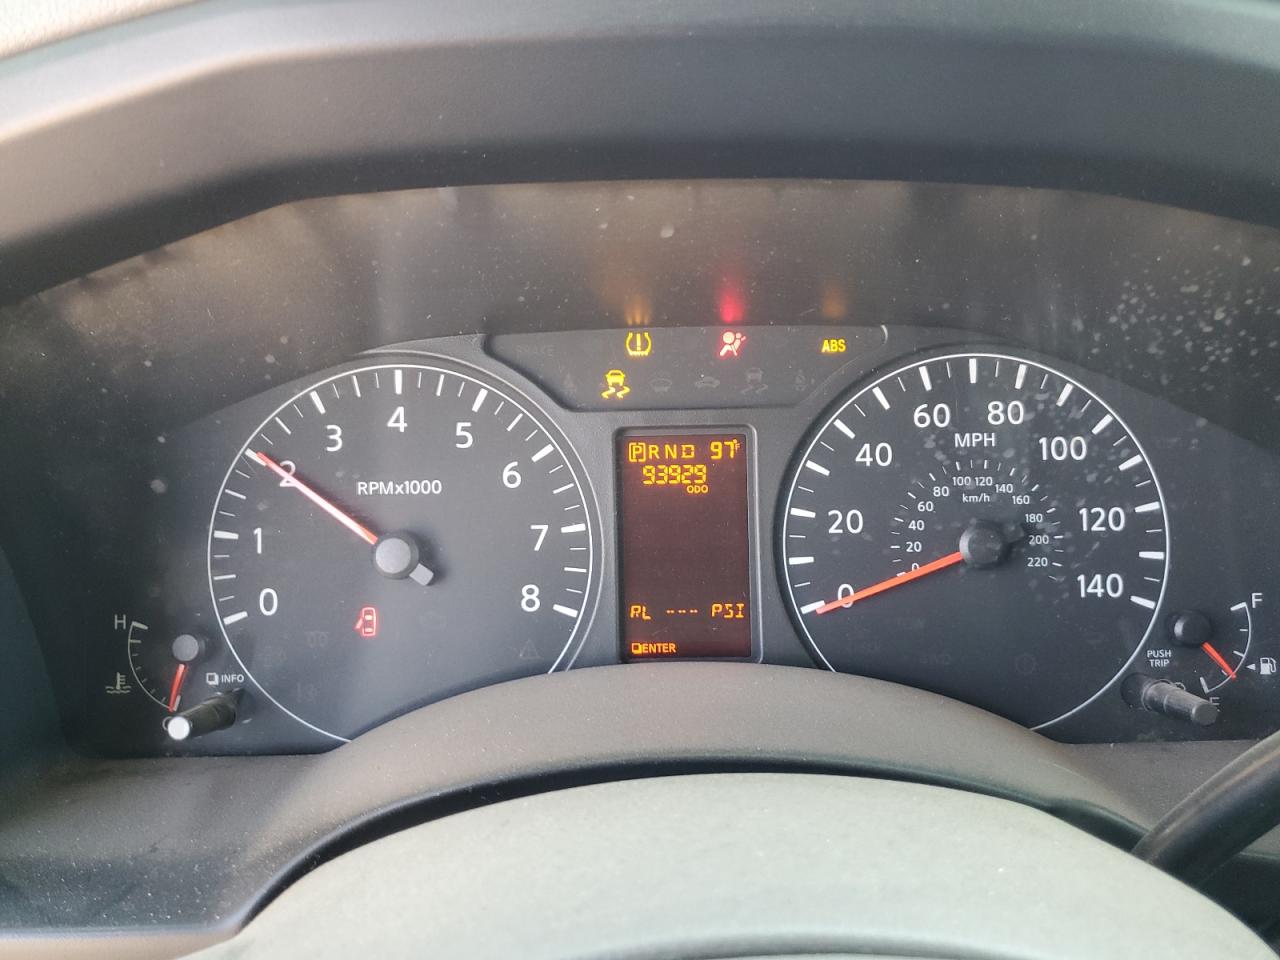 BRAKE
ABS
0
1
2
3
4
5
6
7
8
RPMx1000
P R N D 97°F
93929
ODO
RL --- PSI
ENTER
0
20
40
60
80
100
120
140
MPH
km/h
0
20
40
60
80
100
120
140
160
180
200
220
H
INFO
F
PUSH
TRIP
E